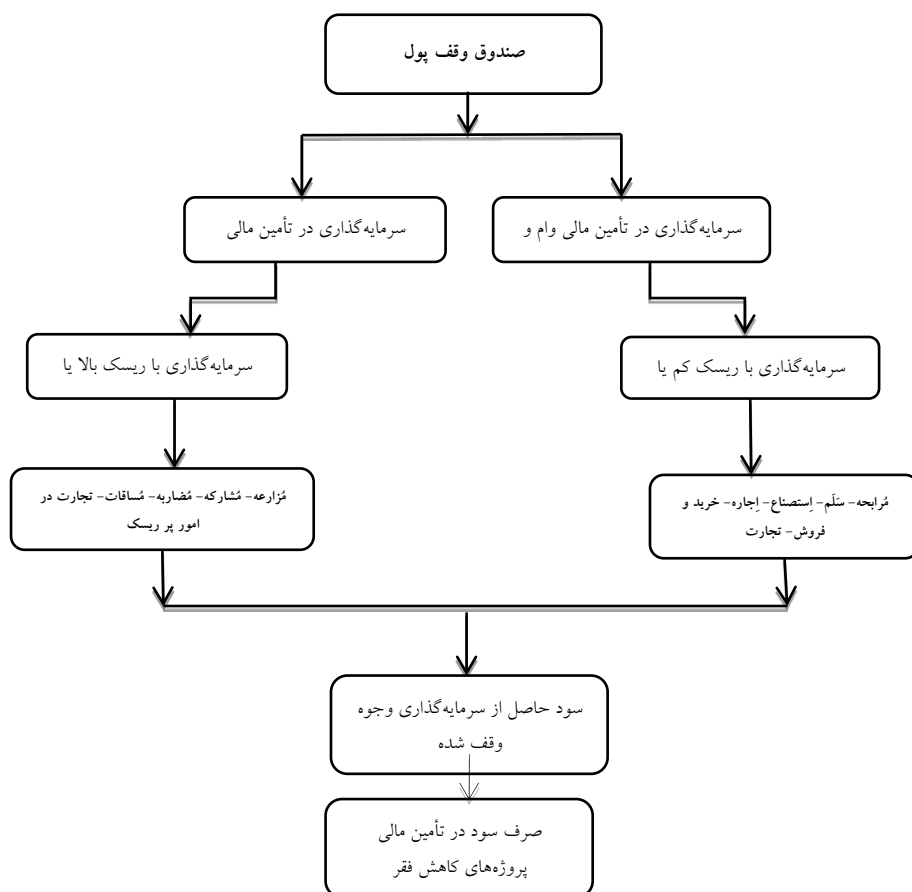 صندوق وقف پول
سرمایه‌گذاری در تأمین مالی وام و
سرمایه‌گذاری در تأمین مالی
سرمایه‌گذاری با ریسک کم یا
سرمایه‌گذاری با ریسک بالا یا
مُرابحه- سَلَم- اِستصناع- اِجاره- خرید و
فروش- تجارت
مُزارعه- مُشارکه- مُضاربه- مُساقات- تجارت در
امور پر ریسک
سود حاصل از سرمایه‌گذاری وجوه
وقف شده
صرف سود در تأمین مالی
پروژه‌های کاهش فقر